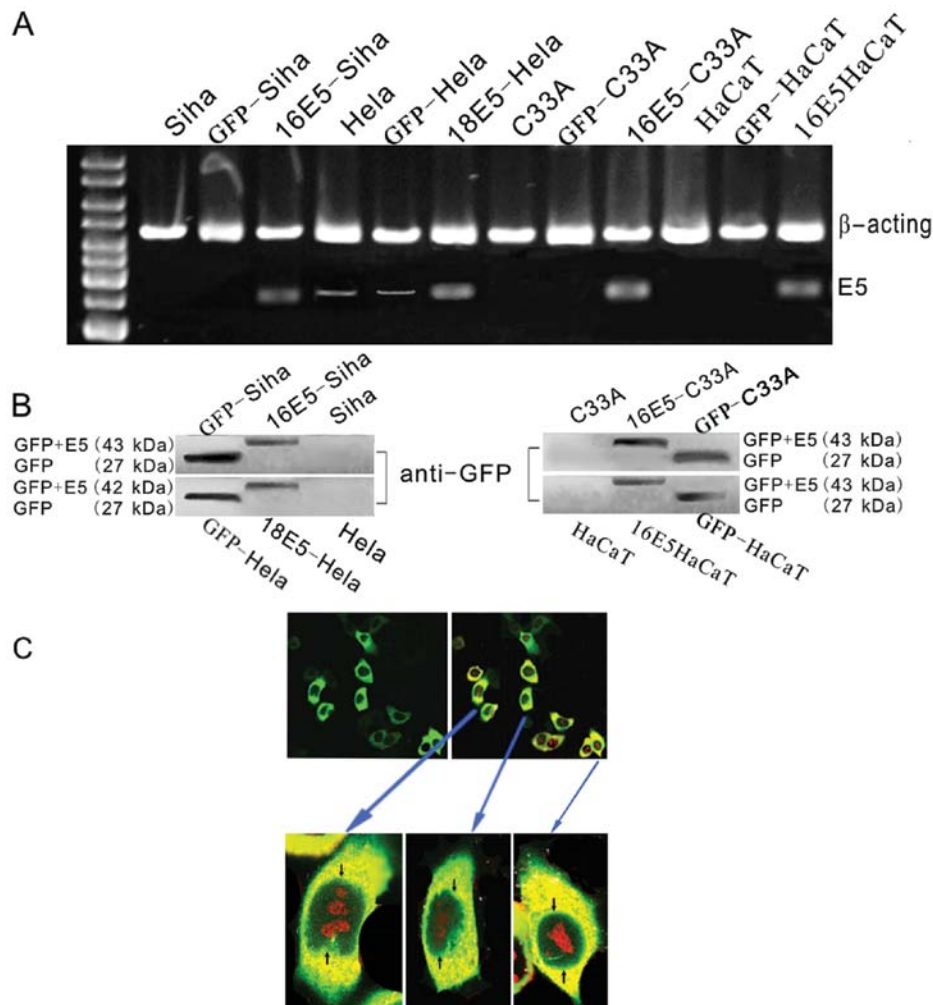 A
Siha
GFP-Siha
16E5-Siha
Hela
GFP-Hela
18E5-Hela
C33A
GFP-C33A
16E5-C33A
HaCaT
GFP-HaCaT
16E5HaCaT
β-acting
E5
B
GFP-Siha
16E5-Siha
Siha
GFP+E5 (43 kDa)
GFP (27 kDa)
GFP+E5 (42 kDa)
GFP (27 kDa)
GFP-Hela
18E5-Hela
Hela
anti-GFP
C33A
16E5-C33A
GFP-C33A
GFP+E5 (43 kDa)
GFP (27 kDa)
GFP+E5 (43 kDa)
GFP (27 kDa)
HaCaT
16E5HaCaT
GFP-HaCaT
C